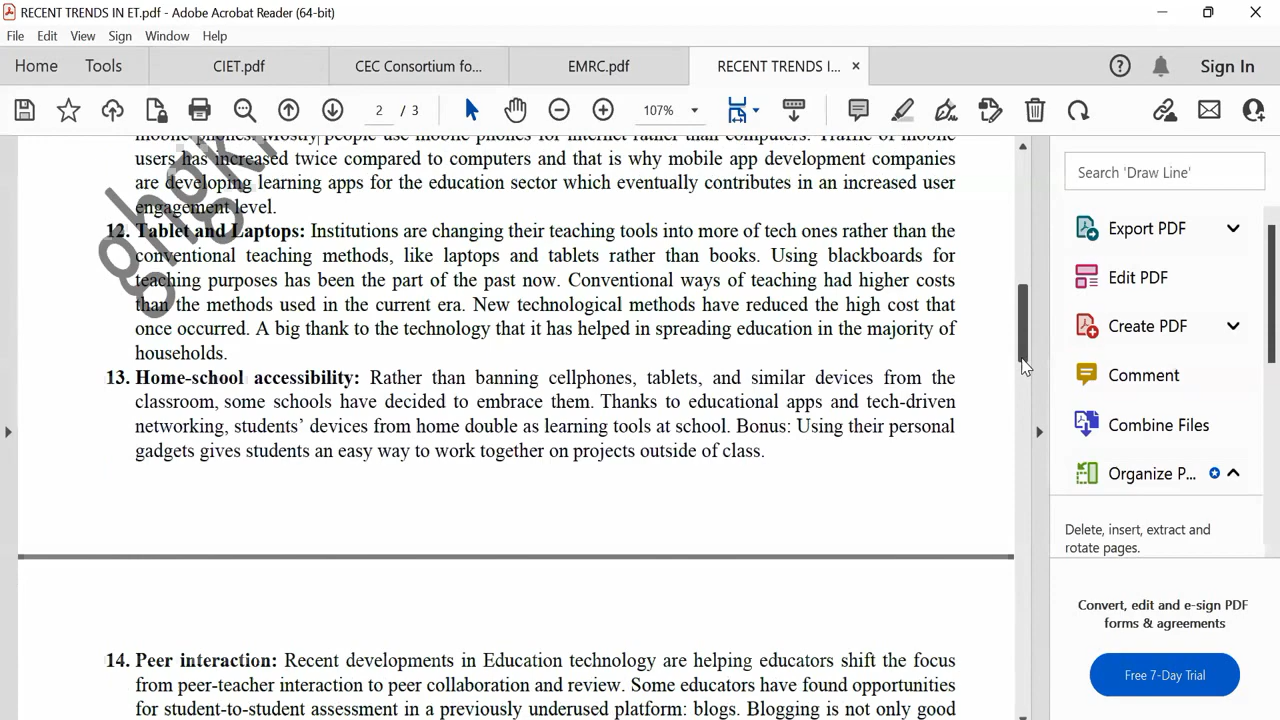 RECENT TRENDS IN ET.pdf - Adobe Acrobat Reader (64-bit)
File Edit View Sign Window Help
Home Tools CIET.pdf CEC Consortium fo... EMRC.pdf RECENT TRENDS I... × Sign In
2 / 3 107%
mobile phones. Mostly people use mobile phones for internet rather than computers. Traffic of mobile
users has increased twice compared to computers and that is why mobile app development companies
are developing learning apps for the education sector which eventually contributes in an increased user
engagement level.
12. Tablet and Laptops: Institutions are changing their teaching tools into more of tech ones rather than the
conventional teaching methods, like laptops and tablets rather than books. Using blackboards for
teaching purposes has been the part of the past now. Conventional ways of teaching had higher costs
than the methods used in the current era. New technological methods have reduced the high cost that
once occurred. A big thank to the technology that it has helped in spreading education in the majority of
households.
13. Home-school accessibility: Rather than banning cellphones, tablets, and similar devices from the
classroom, some schools have decided to embrace them. Thanks to educational apps and tech-driven
networking, students’ devices from home double as learning tools at school. Bonus: Using their personal
gadgets gives students an easy way to work together on projects outside of class.
14. Peer interaction: Recent developments in Education technology are helping educators shift the focus
from peer-teacher interaction to peer collaboration and review. Some educators have found opportunities
for student-to-student assessment in a previously underused platform: blogs. Blogging is not only good
Search 'Draw Line'
Export PDF
Edit PDF
Create PDF
Comment
Combine Files
Organize P...
Delete, insert, extract and
rotate pages.
Convert, edit and e-sign PDF
forms & agreements
Free 7-Day Trial